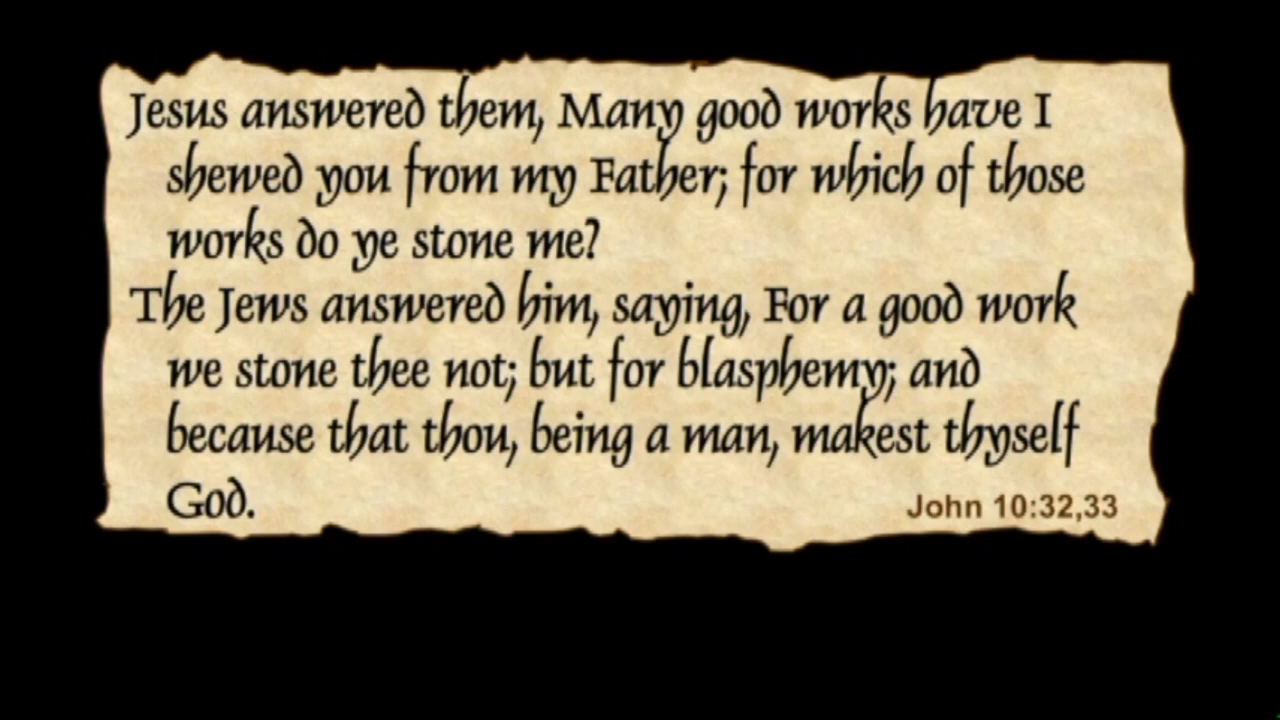 Jesus answered them, Many good works have I
shewed you from my Father; for which of those
works do ye stone me?
The Jews answered him, saying, For a good work
we stone thee not; but for blasphemy; and
because that thou, being a man, makest thyself
God.
John 10:32,33